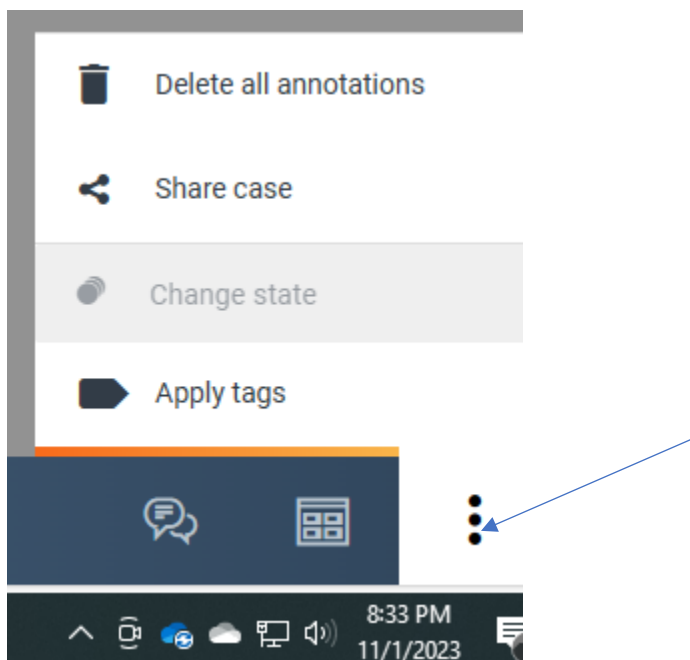 Delete all annotations
Share case
Change state
Apply tags
8:33 PM
11/1/2023